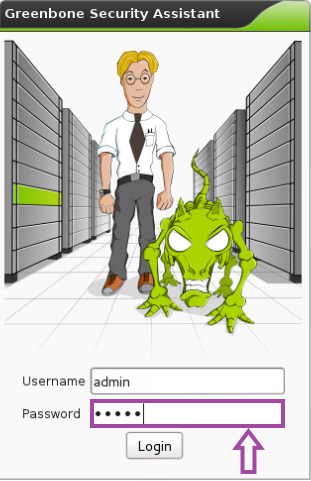 Greenbone Security Assistant
Username admin
Password •••••
Login